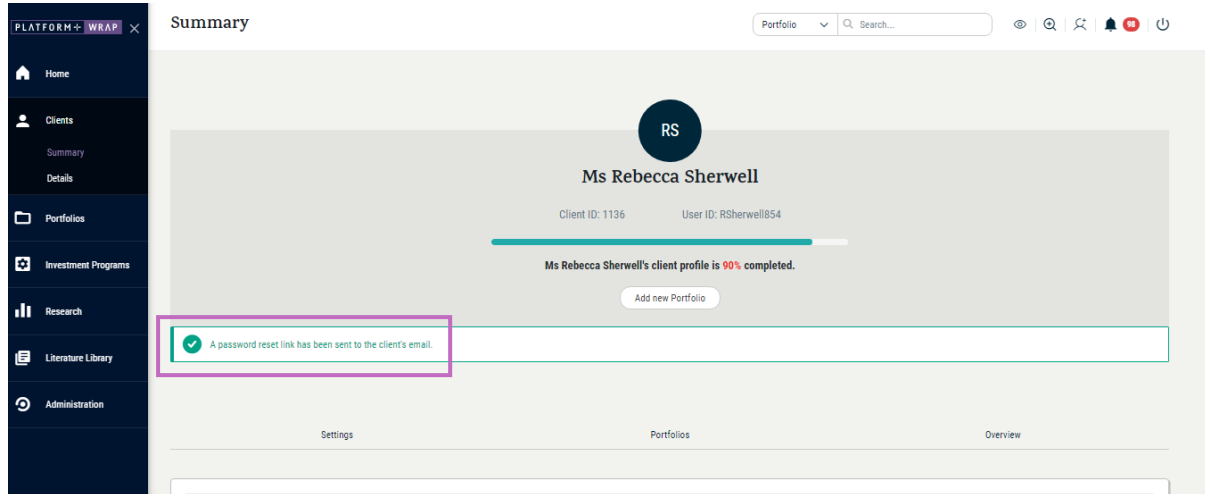 PLATFORM+ WRAP
Summary
Portfolio
Search...
98
Home
Clients
Summary
Details
Portfolios
Investment Programs
Research
Literature Library
Administration
RS
Ms Rebecca Sherwell
Client ID: 1136 User ID: RSherwell854
Ms Rebecca Sherwell's client profile is 90% completed.
Add new Portfolio
A password reset link has been sent to the client's email.
Settings Portfolios Overview